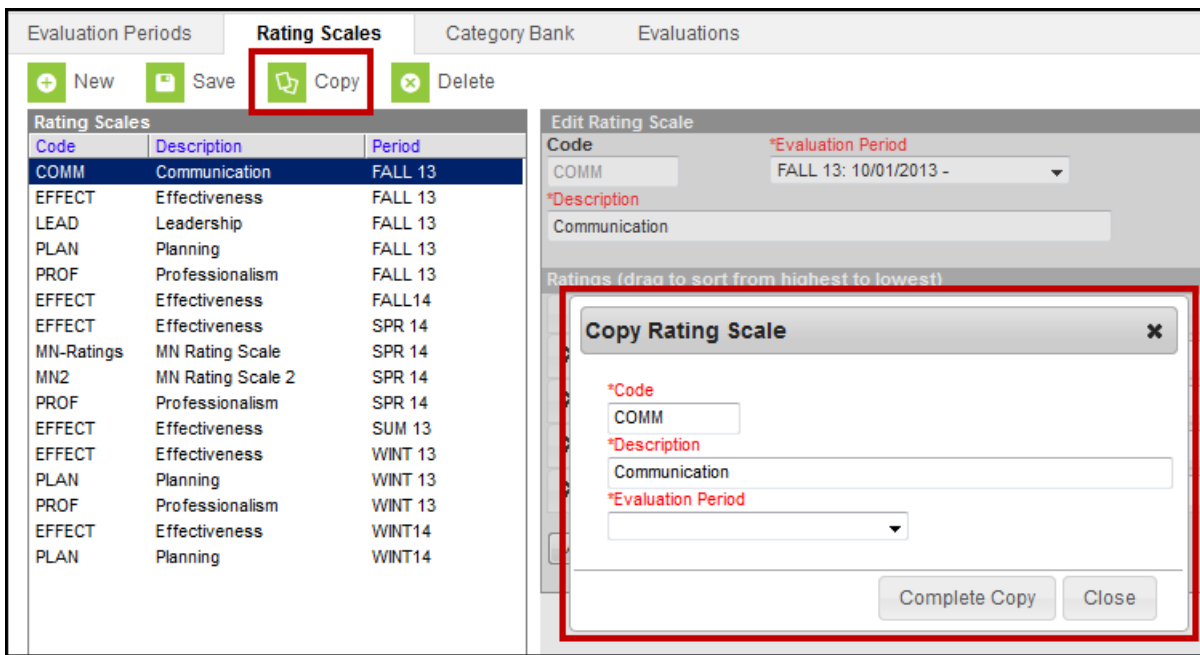 Evaluation Periods Rating Scales Category Bank Evaluations
New Save Copy Delete
Rating Scales
Code Description Period
COMM Communication FALL 13
EFFECT Effectiveness FALL 13
LEAD Leadership FALL 13
PLAN Planning FALL 13
PROF Professionalism FALL 13
EFFECT Effectiveness FALL14
EFFECT Effectiveness SPR 14
MN-Ratings MN Rating Scale SPR 14
MN2 MN Rating Scale 2 SPR 14
PROF Professionalism SPR 14
EFFECT Effectiveness SUM 13
EFFECT Effectiveness WINT 13
PLAN Planning WINT 13
PROF Professionalism WINT 13
EFFECT Effectiveness WINT14
PLAN Planning WINT14
Edit Rating Scale
Code *Evaluation Period
COMM FALL 13: 10/01/2013 -
*Description
Communication
Ratings (drag to sort from highest to lowest)
Copy Rating Scale
*Code
COMM
*Description
Communication
*Evaluation Period
Complete Copy Close